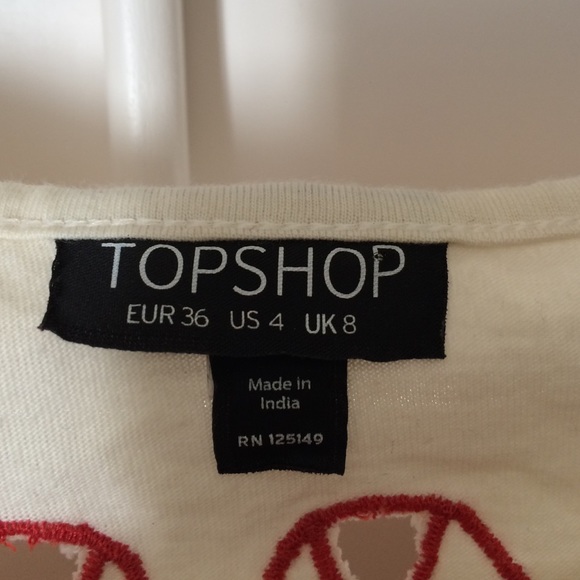 TOPSHOP
EUR 36 US 4 UK 8
Made in
India
RN 125149